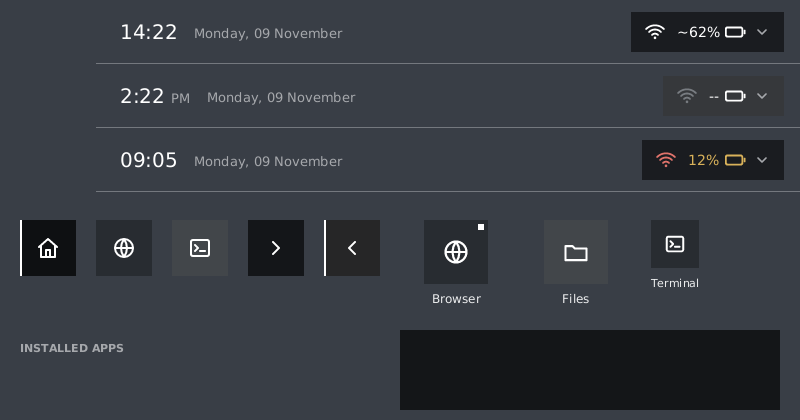 14:22 Monday, 09 November ~62%
2:22 PM Monday, 09 November --
09:05 Monday, 09 November 12%
Browser Files Terminal
INSTALLED APPS